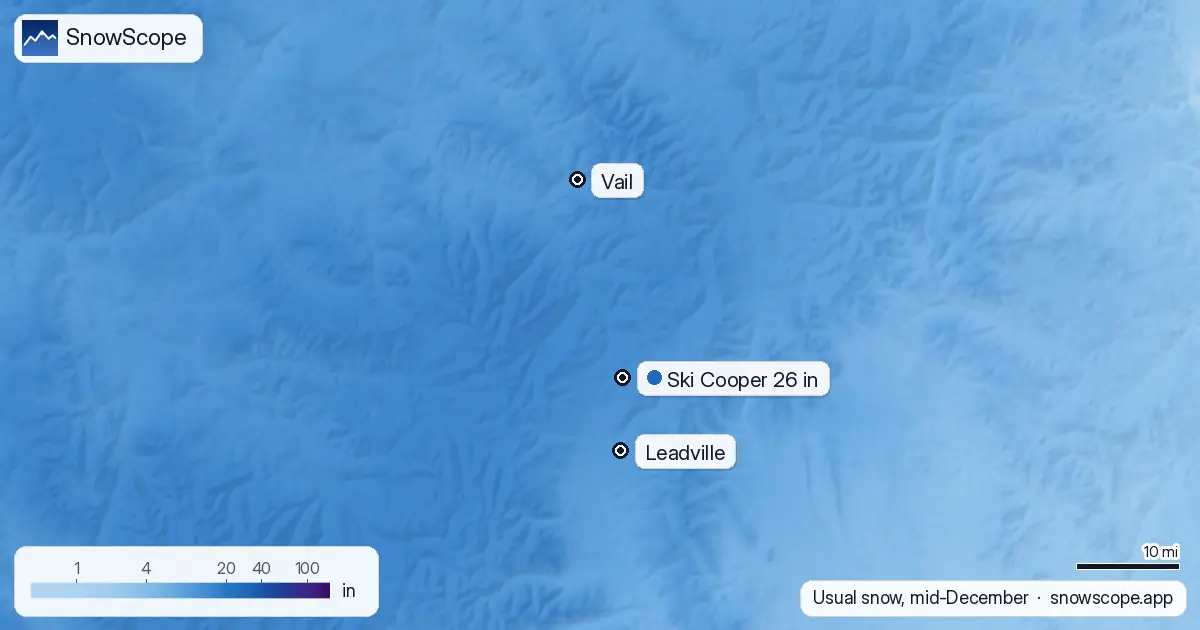 SnowScope
Vail
Ski Cooper 26 in
Leadville
1 4 20 40 100
in
10 mi
Usual snow, mid-December · snowscope.app